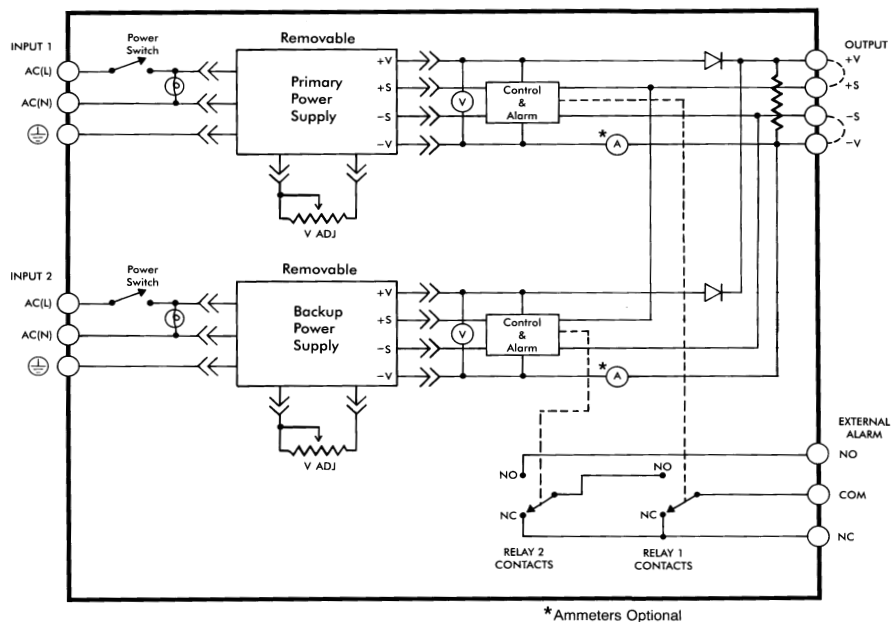 INPUT 1
Power
Switch
Removable
OUTPUT
AC(L)
AC(N)
Primary
Power
Supply
+V
+S
−S
−V
V
Control
&
Alarm
*
A
+V
+S
−S
−V
V ADJ
INPUT 2
Power
Switch
Removable
AC(L)
AC(N)
Backup
Power
Supply
+V
+S
−S
−V
V
Control
&
Alarm
*
A
V ADJ
EXTERNAL
ALARM
NO
COM
NC
NO
NC
RELAY 2
CONTACTS
NO
NC
RELAY 1
CONTACTS
*Ammeters Optional